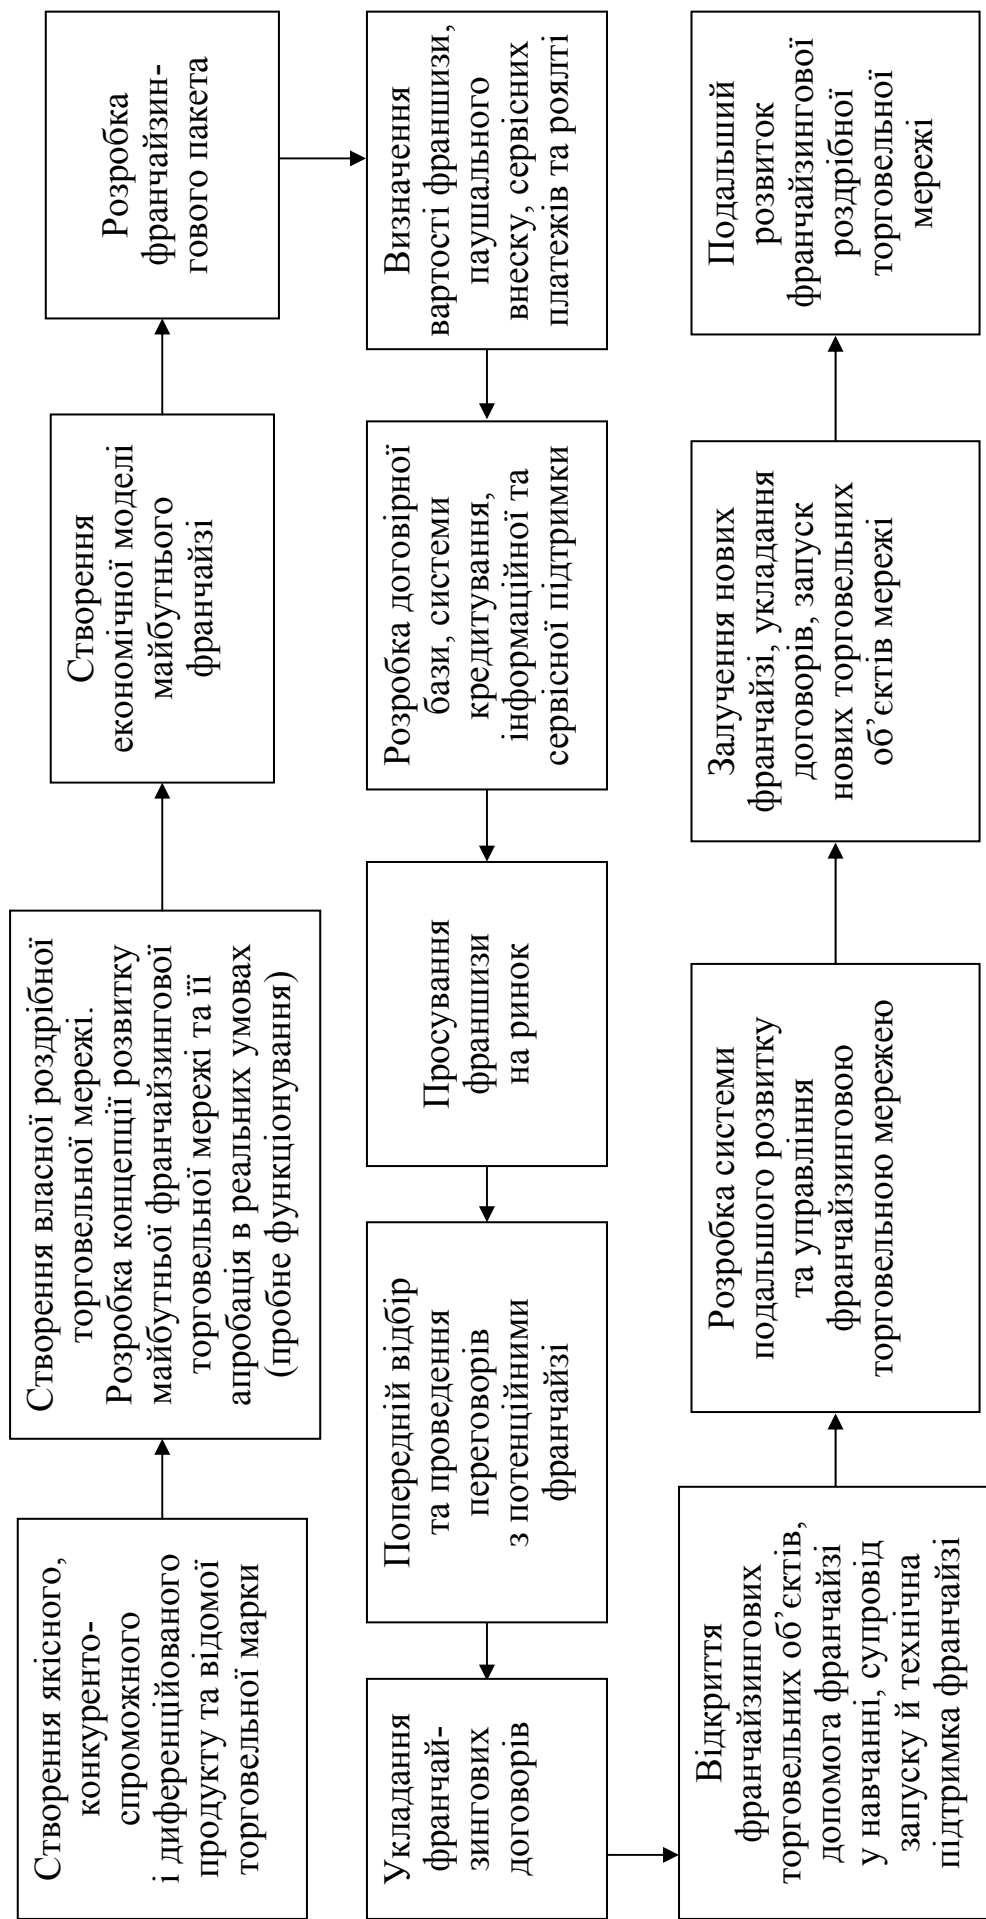 Створення якісного,
конкуренто-
спроможного
і диференційованого
продукту та відомої
торговельної марки
Створення власної роздрібної
торговельної мережі.
Розробка концепції розвитку
майбутньої франчайзингової
торговельної мережі та її
апробація в реальних умовах
(пробне функціонування)
Створення
економічної моделі
майбутнього
франчайзі
Розробка
франчайзин-
гового пакета
Визначення
вартості франшизи,
паушального
внеску, сервісних
платежів та роялті
Розробка договірної
бази, системи
кредитування,
інформаційної та
сервісної підтримки
Просування
франшизи
на ринок
Попередній відбір
та проведення
переговорів
з потенційними
франчайзі
Укладання
франчай-
зингових
договорів
Відкриття
франчайзингових
торговельних об’єктів,
допомога франчайзі
у навчанні, супровід
запуску й технічна
підтримка франчайзі
Розробка системи
подальшого розвитку
та управління
франчайзинговою
торговельною мережею
Залучення нових
франчайзі, укладання
договорів, запуск
нових торговельних
об’єктів мережі
Подальший
розвиток
франчайзингової
роздрібної
торговельної
мережі